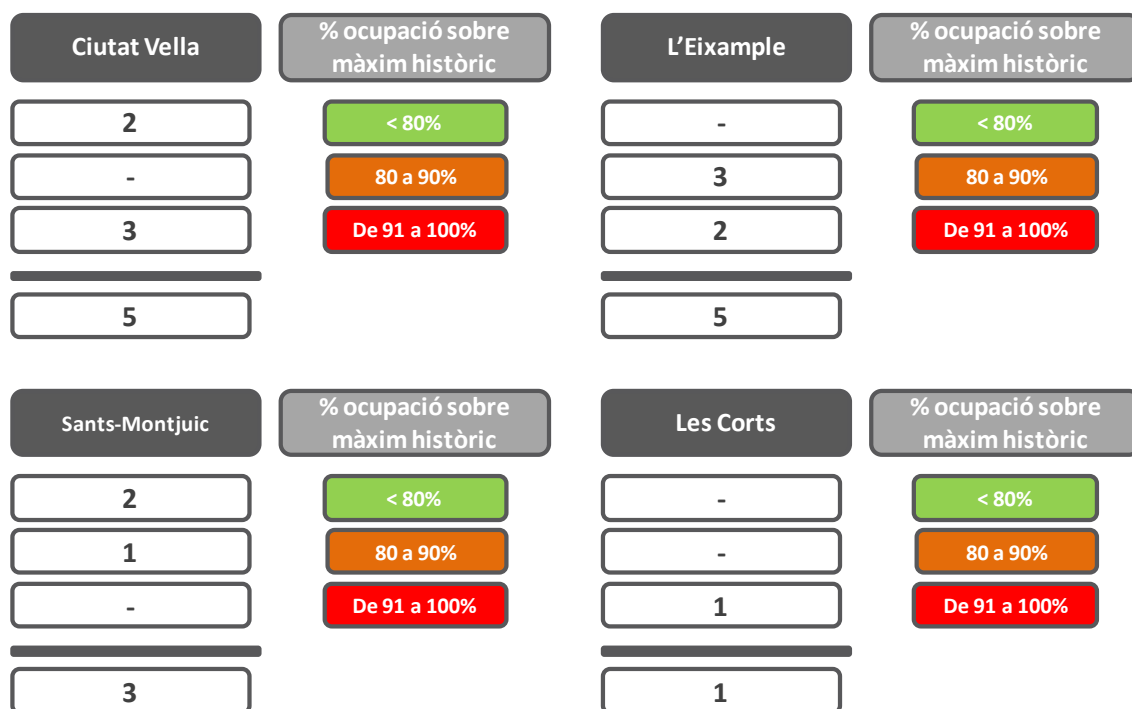 Ciutat Vella
% ocupació sobre
màxim històric
2
< 80%
-
80 a 90%
3
De 91 a 100%
5
L'Eixample
% ocupació sobre
màxim històric
-
< 80%
3
80 a 90%
2
De 91 a 100%
5
Sants-Montjuic
% ocupació sobre
màxim històric
2
< 80%
1
80 a 90%
-
De 91 a 100%
3
Les Corts
% ocupació sobre
màxim històric
-
< 80%
-
80 a 90%
1
De 91 a 100%
1